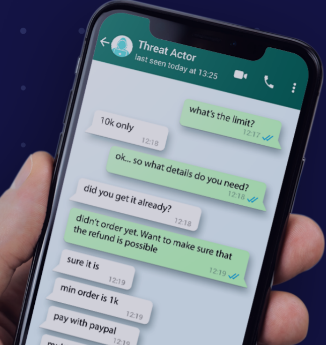 Threat Actor
last seen today at 13:25
what's the limit?
12:17
10k only
12:18
ok... so what details do you need?
12:18
did you get it already?
12:18
didn't order yet. Want to make sure that
the refund is possible
12:19
sure it is
12:19
min order is 1k
12:19
pay with paypal
12:19